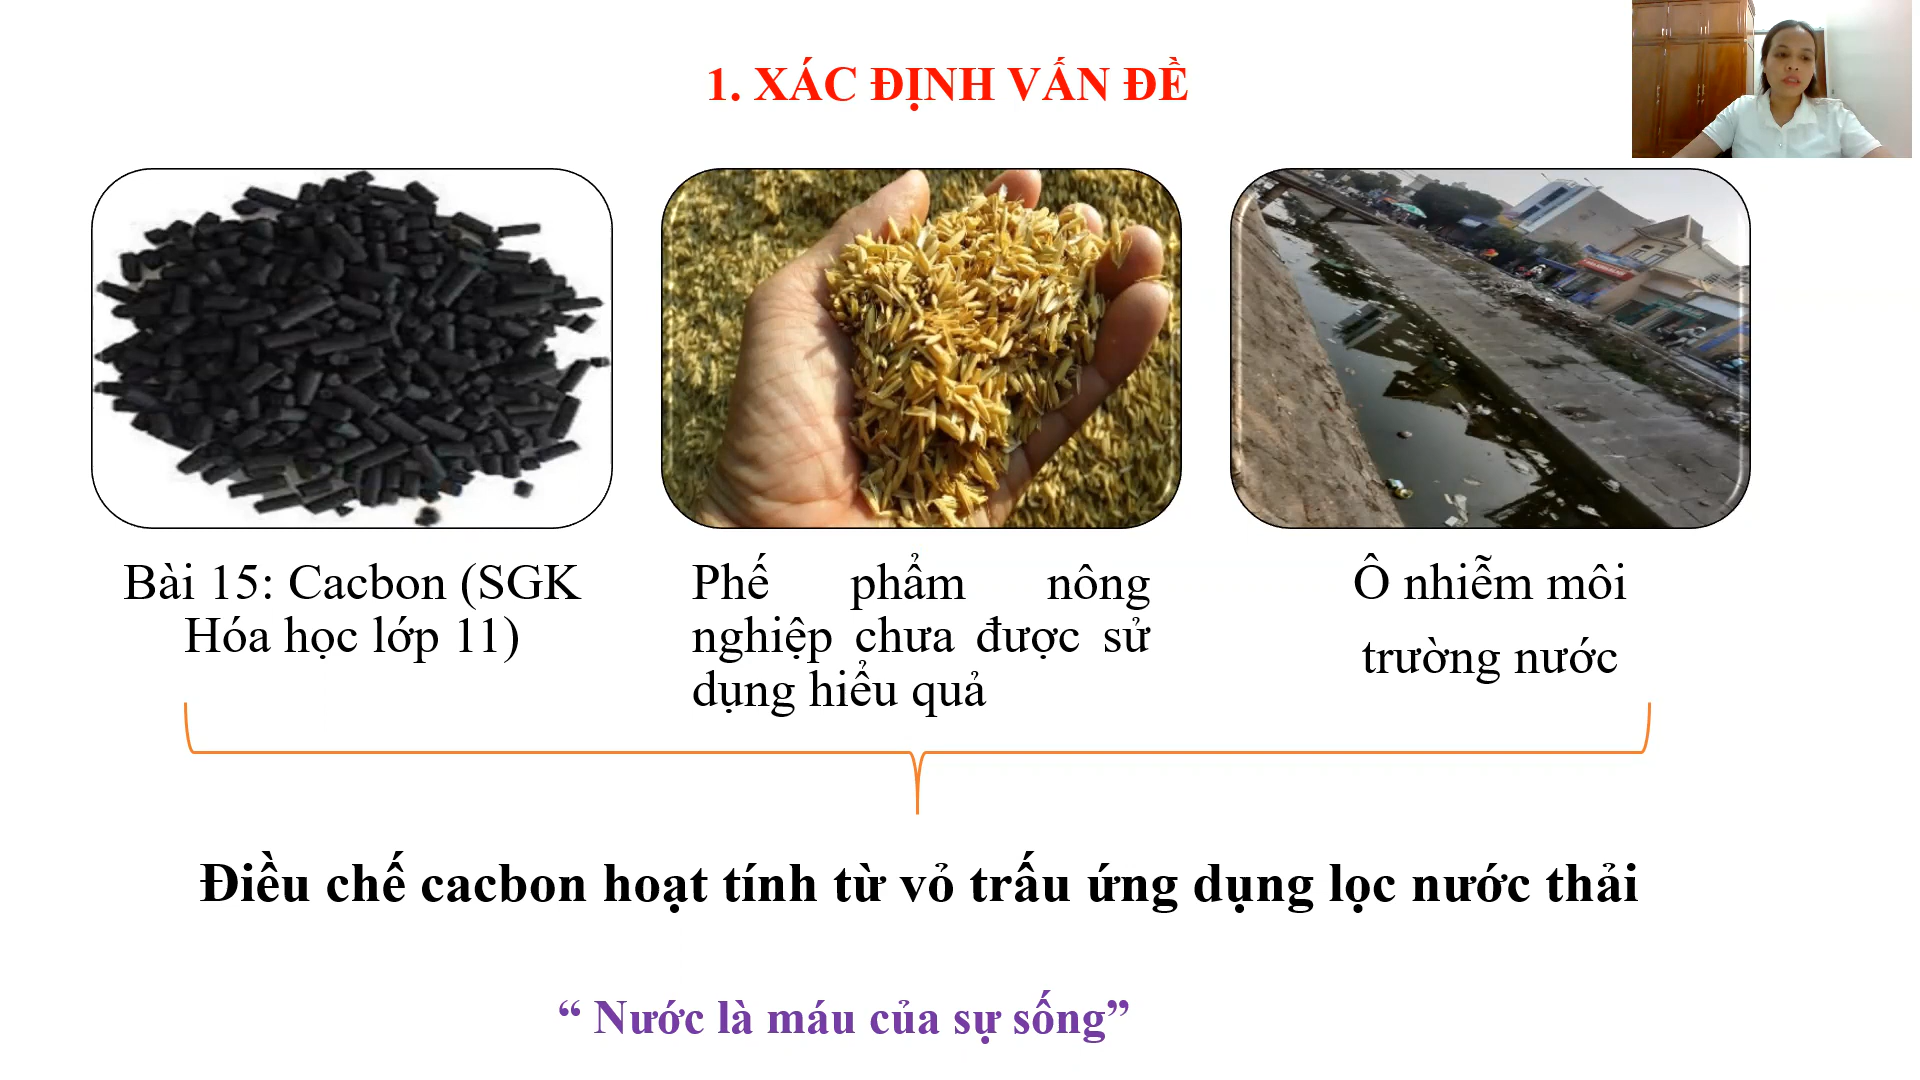 1. XÁC ĐỊNH VẤN ĐỀ
Bài 15: Cacbon (SGK
Hóa học lớp 11)
Phế phẩm nông
nghiệp chưa được sử
dụng hiểu quả
Ô nhiễm môi
trường nước
Điều chế cacbon hoạt tính từ vỏ trấu ứng dụng lọc nước thải
“ Nước là máu của sự sống”